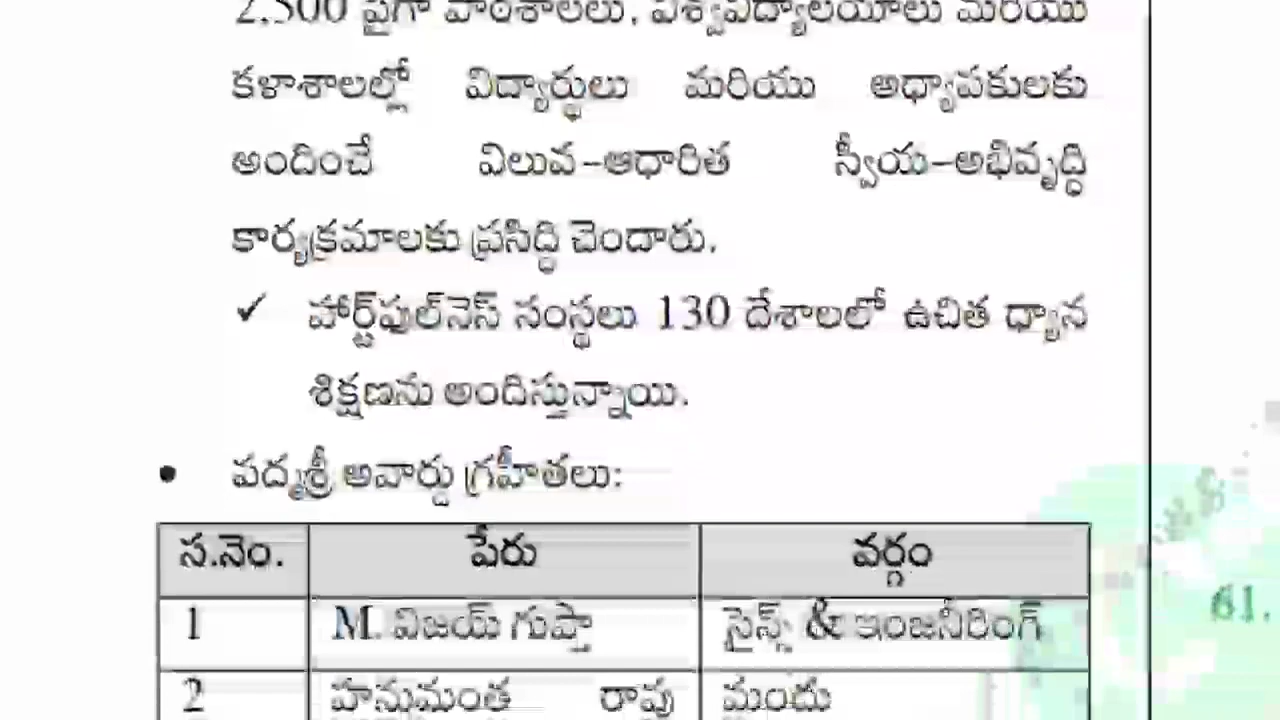 2,500 పైగా పాఠశాలలు, విశ్వవిద్యాలయాలు మరియు
కళాశాలల్లో విద్యార్థులు మరియు అధ్యాపకులకు
అందించే విలువ-ఆధారిత స్వీయ-అభివృద్ధి
కార్యక్రమాలకు ప్రసిద్ధి చెందారు.
✓ హార్ట్‌ఫుల్‌నెస్ సంస్థలు 130 దేశాలలో ఉచిత ధ్యాన
శిక్షణను అందిస్తున్నాయి.
• పద్మశ్రీ అవార్డు గ్రహీతలు:
స.నెం. పేరు వర్గం
1 M. విజయ్ గుప్తా సైన్స్ & ఇంజనీరింగ్
2 హనుమంత రావు మందు
61.